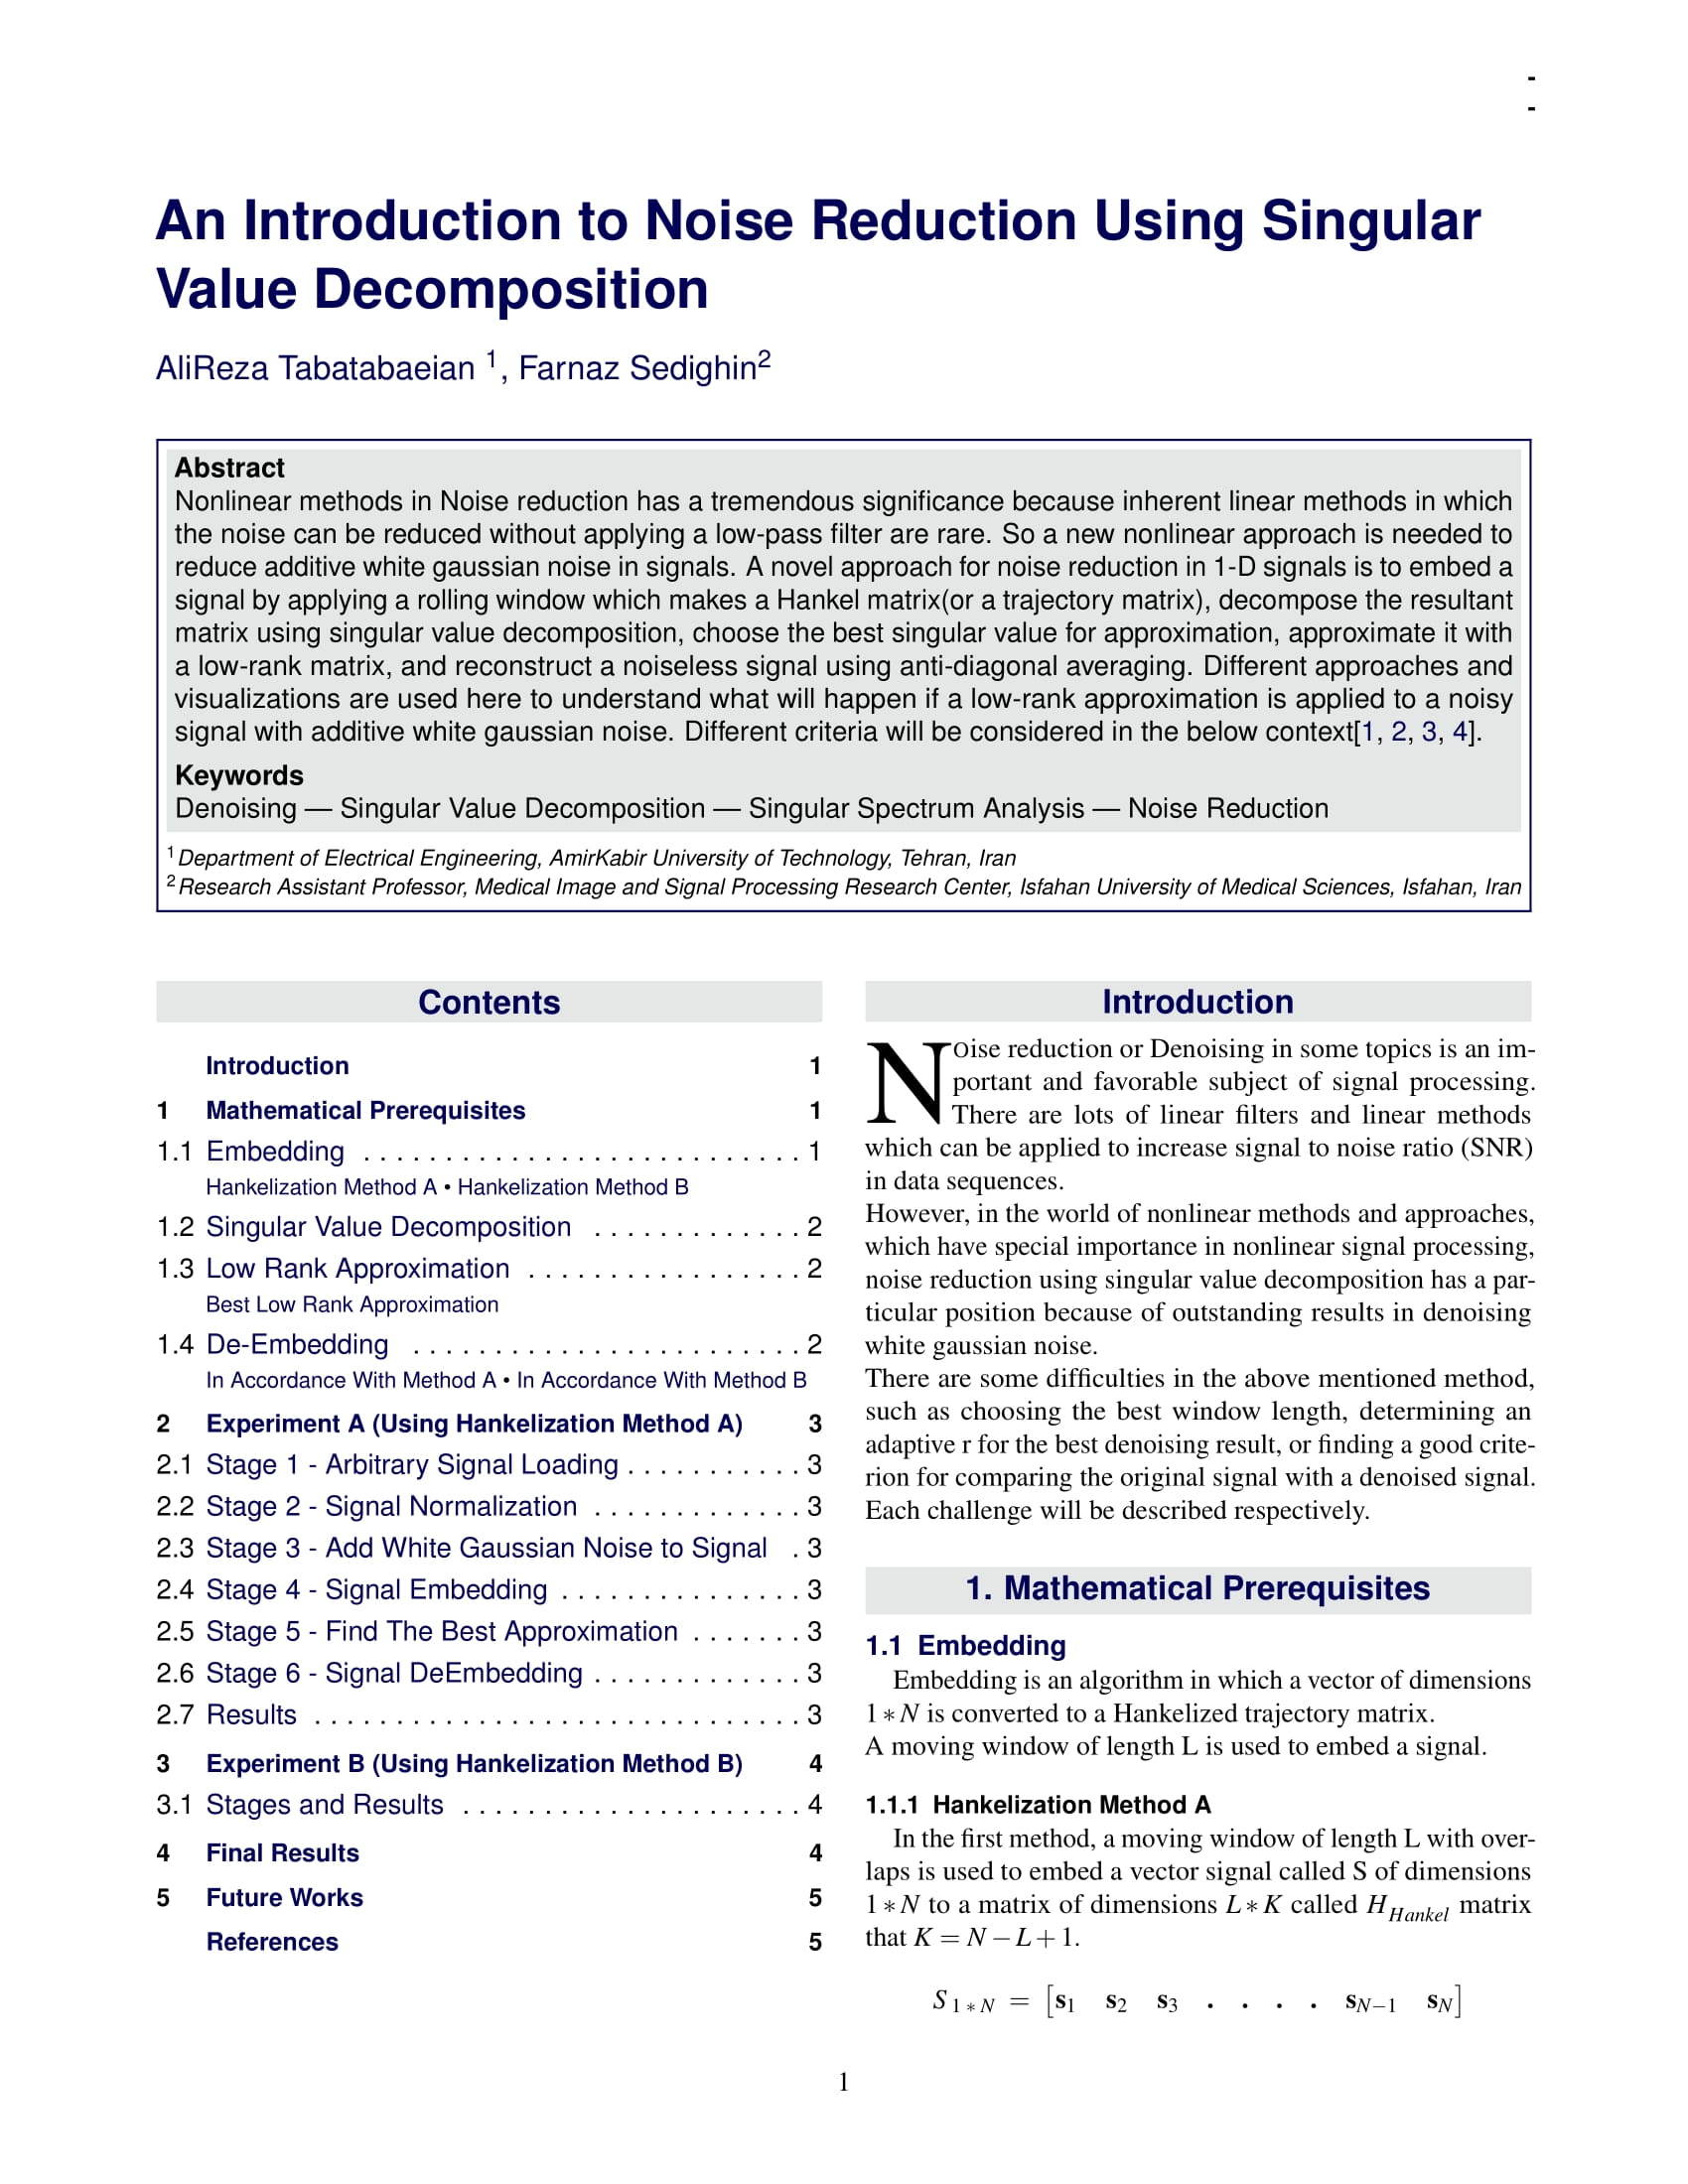 -
-
An Introduction to Noise Reduction Using Singular
Value Decomposition
AliReza Tabatabaeian 1, Farnaz Sedighin2
Abstract
Nonlinear methods in Noise reduction has a tremendous significance because inherent linear methods in which
the noise can be reduced without applying a low-pass filter are rare. So a new nonlinear approach is needed to
reduce additive white gaussian noise in signals. A novel approach for noise reduction in 1-D signals is to embed a
signal by applying a rolling window which makes a Hankel matrix(or a trajectory matrix), decompose the resultant
matrix using singular value decomposition, choose the best singular value for approximation, approximate it with
a low-rank matrix, and reconstruct a noiseless signal using anti-diagonal averaging. Different approaches and
visualizations are used here to understand what will happen if a low-rank approximation is applied to a noisy
signal with additive white gaussian noise. Different criteria will be considered in the below context[1, 2, 3, 4].
Keywords
Denoising — Singular Value Decomposition — Singular Spectrum Analysis — Noise Reduction
1 Department of Electrical Engineering, AmirKabir University of Technology, Tehran, Iran
2 Research Assistant Professor, Medical Image and Signal Processing Research Center, Isfahan University of Medical Sciences, Isfahan, Iran
Contents
Introduction 1
1 Mathematical Prerequisites 1
1.1 Embedding . . . . . . . . . . . . . . . . . . . . . . . . . . . 1
Hankelization Method A • Hankelization Method B
1.2 Singular Value Decomposition . . . . . . . . . . . . . 2
1.3 Low Rank Approximation . . . . . . . . . . . . . . . . . 2
Best Low Rank Approximation
1.4 De-Embedding . . . . . . . . . . . . . . . . . . . . . . . . 2
In Accordance With Method A • In Accordance With Method B
2 Experiment A (Using Hankelization Method A) 3
2.1 Stage 1 - Arbitrary Signal Loading . . . . . . . . . . . 3
2.2 Stage 2 - Signal Normalization . . . . . . . . . . . . . 3
2.3 Stage 3 - Add White Gaussian Noise to Signal . 3
2.4 Stage 4 - Signal Embedding . . . . . . . . . . . . . . . 3
2.5 Stage 5 - Find The Best Approximation . . . . . . . 3
2.6 Stage 6 - Signal DeEmbedding . . . . . . . . . . . . . 3
2.7 Results . . . . . . . . . . . . . . . . . . . . . . . . . . . . . . 3
3 Experiment B (Using Hankelization Method B) 4
3.1 Stages and Results . . . . . . . . . . . . . . . . . . . . . 4
4 Final Results 4
5 Future Works 5
References 5
Introduction
NOise reduction or Denoising in some topics is an im-
portant and favorable subject of signal processing.
There are lots of linear filters and linear methods
which can be applied to increase signal to noise ratio (SNR)
in data sequences.
However, in the world of nonlinear methods and approaches,
which have special importance in nonlinear signal processing,
noise reduction using singular value decomposition has a par-
ticular position because of outstanding results in denoising
white gaussian noise.
There are some difficulties in the above mentioned method,
such as choosing the best window length, determining an
adaptive r for the best denoising result, or finding a good crite-
rion for comparing the original signal with a denoised signal.
Each challenge will be described respectively.
1. Mathematical Prerequisites
1.1 Embedding
Embedding is an algorithm in which a vector of dimensions
1 ∗ N is converted to a Hankelized trajectory matrix.
A moving window of length L is used to embed a signal.
1.1.1 Hankelization Method A
In the first method, a moving window of length L with over-
laps is used to embed a vector signal called S of dimensions
1 ∗ N to a matrix of dimensions L ∗ K called H_Hankel matrix
that K = N − L + 1.
S_1∗N = [s_1 s_2 s_3 . . . . s_N−1 s_N]
1